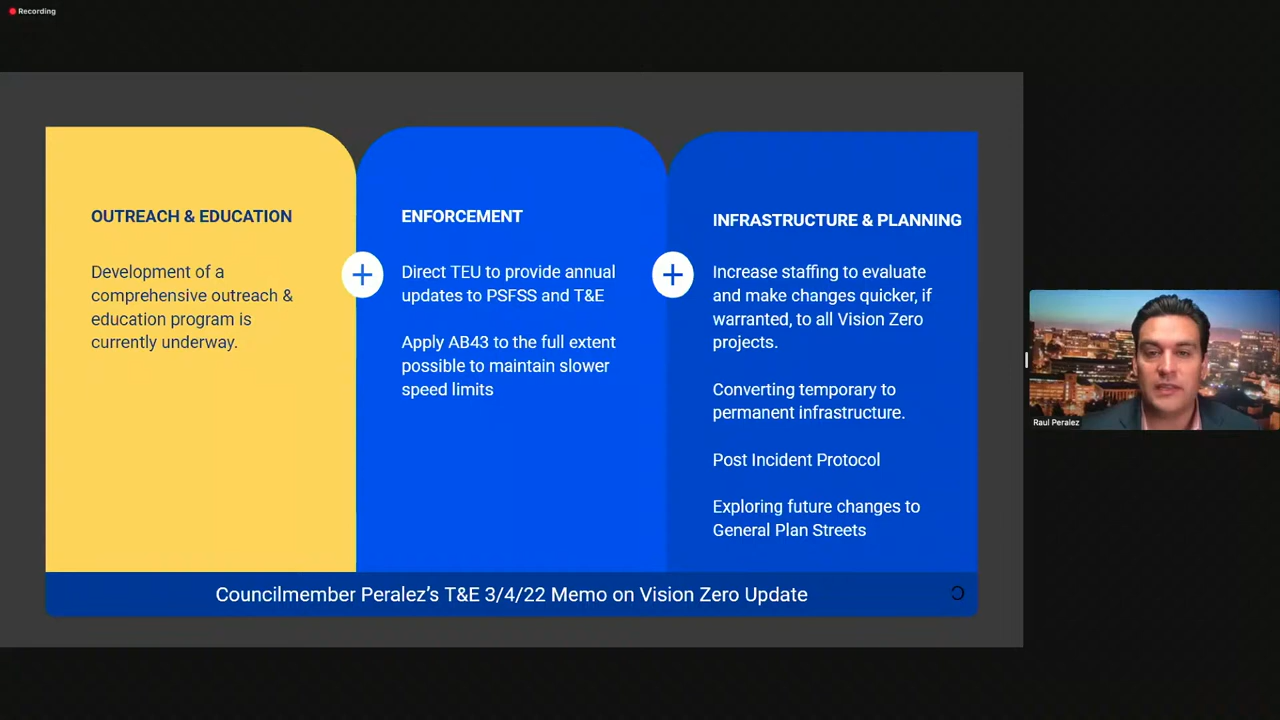 Recording
OUTREACH & EDUCATION
Development of a
comprehensive outreach &
education program is
currently underway.
ENFORCEMENT
Direct TEU to provide annual
updates to PSFSS and T&E
Apply AB43 to the full extent
possible to maintain slower
speed limits
INFRASTRUCTURE & PLANNING
Increase staffing to evaluate
and make changes quicker, if
warranted, to all Vision Zero
projects.
Converting temporary to
permanent infrastructure.
Post Incident Protocol
Exploring future changes to
General Plan Streets
Councilmember Peralez’s T&E 3/4/22 Memo on Vision Zero Update
Raul Peralez